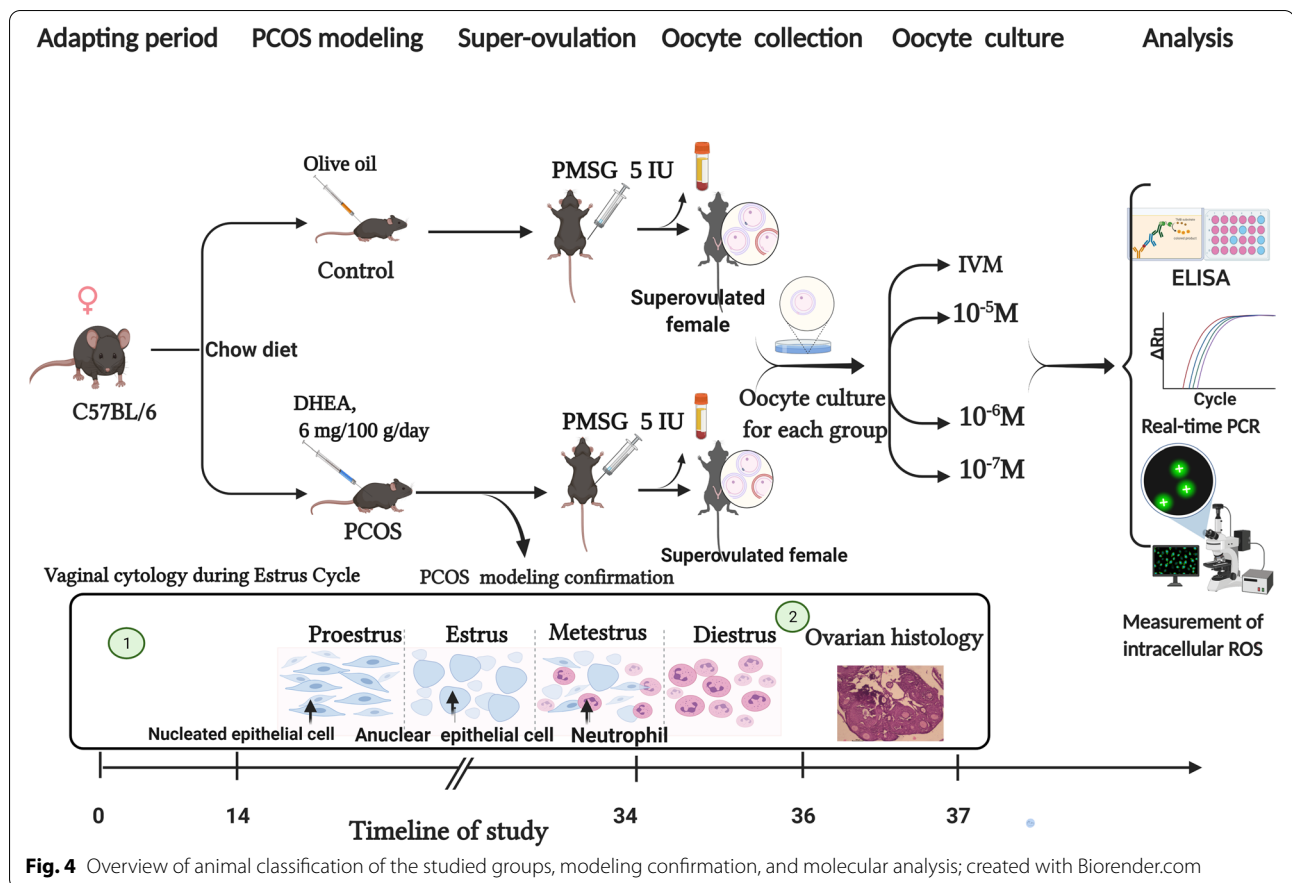 Adapting period
PCOS modeling
Super-ovulation
Oocyte collection
Oocyte culture
Analysis
Olive oil
Control
PMSG 5 IU
Superovulated
female
C57BL/6
Chow diet
DHEA,
6 mg/100 g/day
PCOS
PMSG 5 IU
Superovulated female
PCOS modeling confirmation
Oocyte culture
for each group
IVM
10⁻⁵M
10⁻⁶M
10⁻⁷M
ELISA
ΔRn
Cycle
Real-time PCR
Measurement of
intracellular ROS
Vaginal cytology during Estrus Cycle
1
Proestrus
Estrus
Metestrus
Diestrus
2
Ovarian histology
Nucleated epithelial cell
Anuclear epithelial cell
Neutrophil
0
14
34
36
37
Timeline of study
Fig. 4 Overview of animal classification of the studied groups, modeling confirmation, and molecular analysis; created with Biorender.com